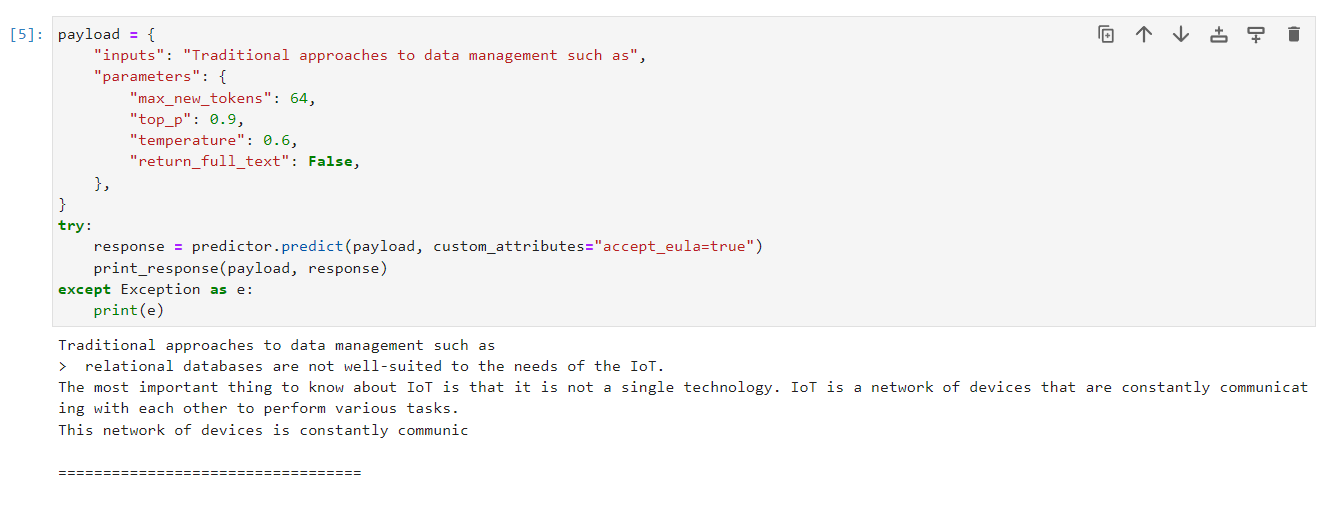 [5]: payload = {
    "inputs": "Traditional approaches to data management such as",
    "parameters": {
        "max_new_tokens": 64,
        "top_p": 0.9,
        "temperature": 0.6,
        "return_full_text": False,
    },
}
try:
    response = predictor.predict(payload, custom_attributes="accept_eula=true")
    print_response(payload, response)
except Exception as e:
    print(e)
Traditional approaches to data management such as
>  relational databases are not well-suited to the needs of the IoT.
The most important thing to know about IoT is that it is not a single technology. IoT is a network of devices that are constantly communicat
ing with each other to perform various tasks.
This network of devices is constantly communic
==================================